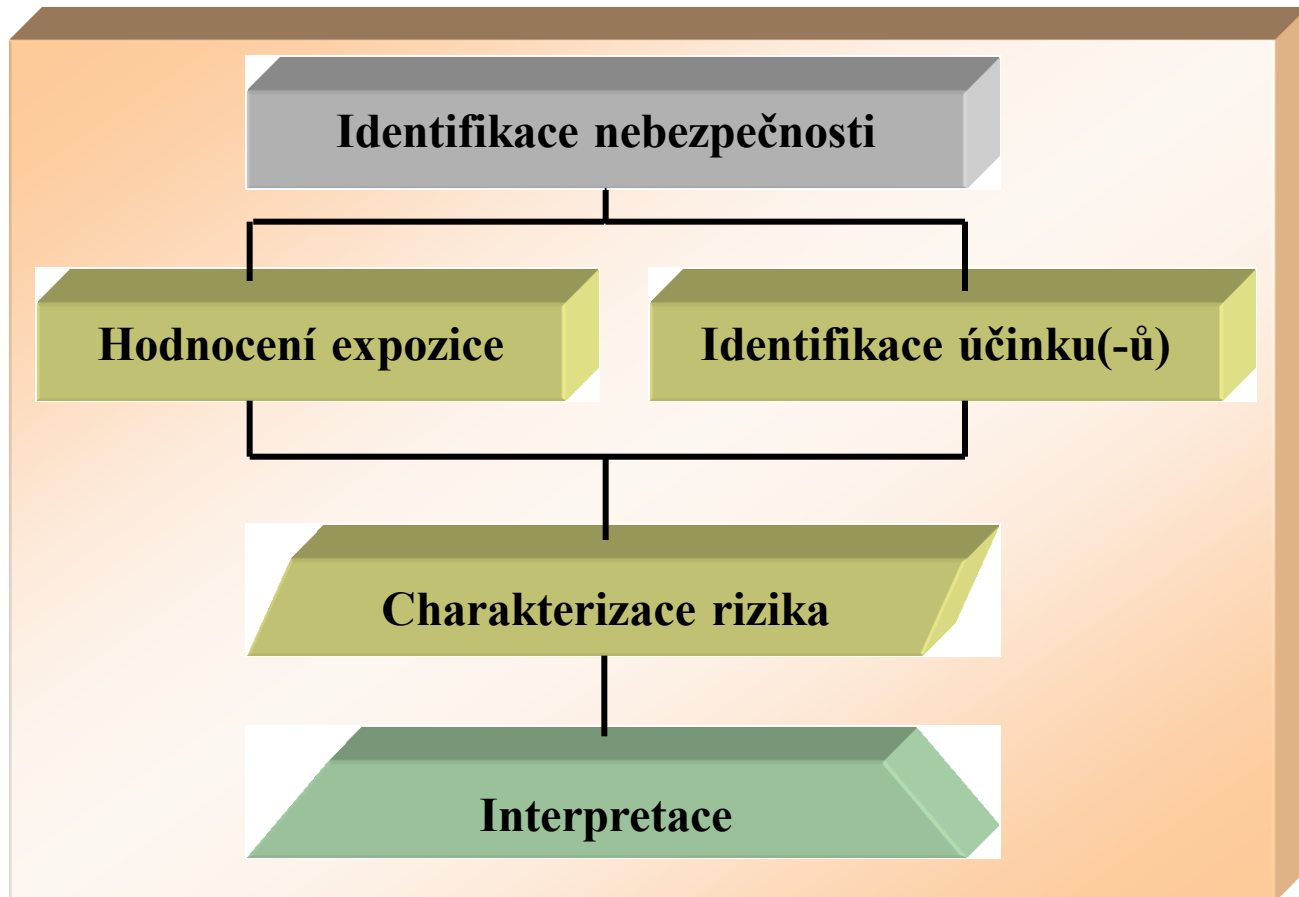 Identifikace nebezpečnosti
Hodnocení expozice
Identifikace účinku(-ů)
Charakterizace rizika
Interpretace